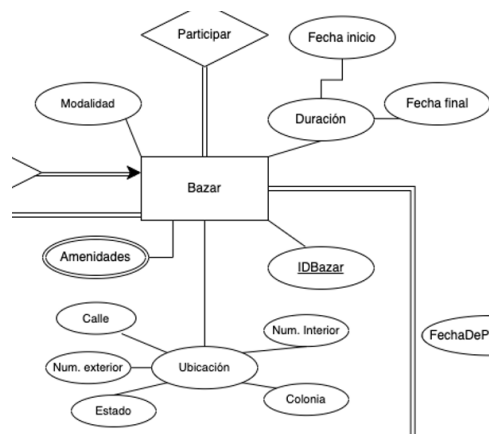 Participar
Fecha inicio
Modalidad
Fecha final
Duración
Bazar
Amenidades
IDBazar
Calle
Num. Interior
FechaDeP
Num. exterior
Ubicación
Estado
Colonia